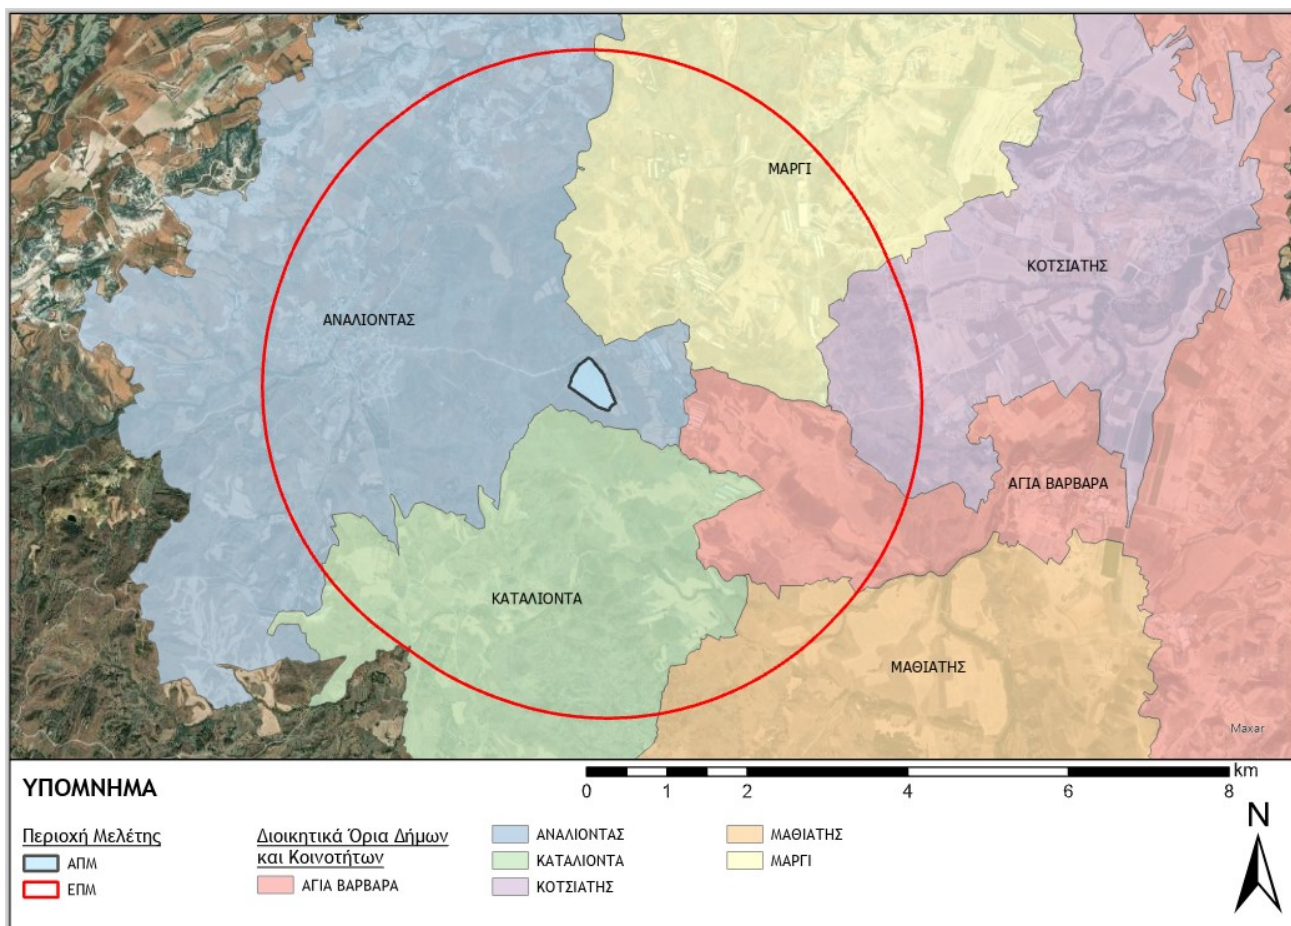 ΜΑΡΓΙ
ΚΟΤΣΙΑΤΗΣ
ΑΝΑΛΙΟΝΤΑΣ
ΑΓΙΑ ΒΑΡΒΑΡΑ
ΚΑΤΑΛΙΟΝΤΑ
ΜΑΘΙΑΤΗΣ
Maxar
ΥΠΟΜΝΗΜΑ
Περιοχή Μελέτης
ΑΠΜ
ΕΠΜ
Διοικητικά Όρια Δήμων
και Κοινοτήτων
ΑΓΙΑ ΒΑΡΒΑΡΑ
ΑΝΑΛΙΟΝΤΑΣ
ΚΑΤΑΛΙΟΝΤΑ
ΚΟΤΣΙΑΤΗΣ
ΜΑΘΙΑΤΗΣ
ΜΑΡΓΙ
km
0 1 2 4 6 8
N